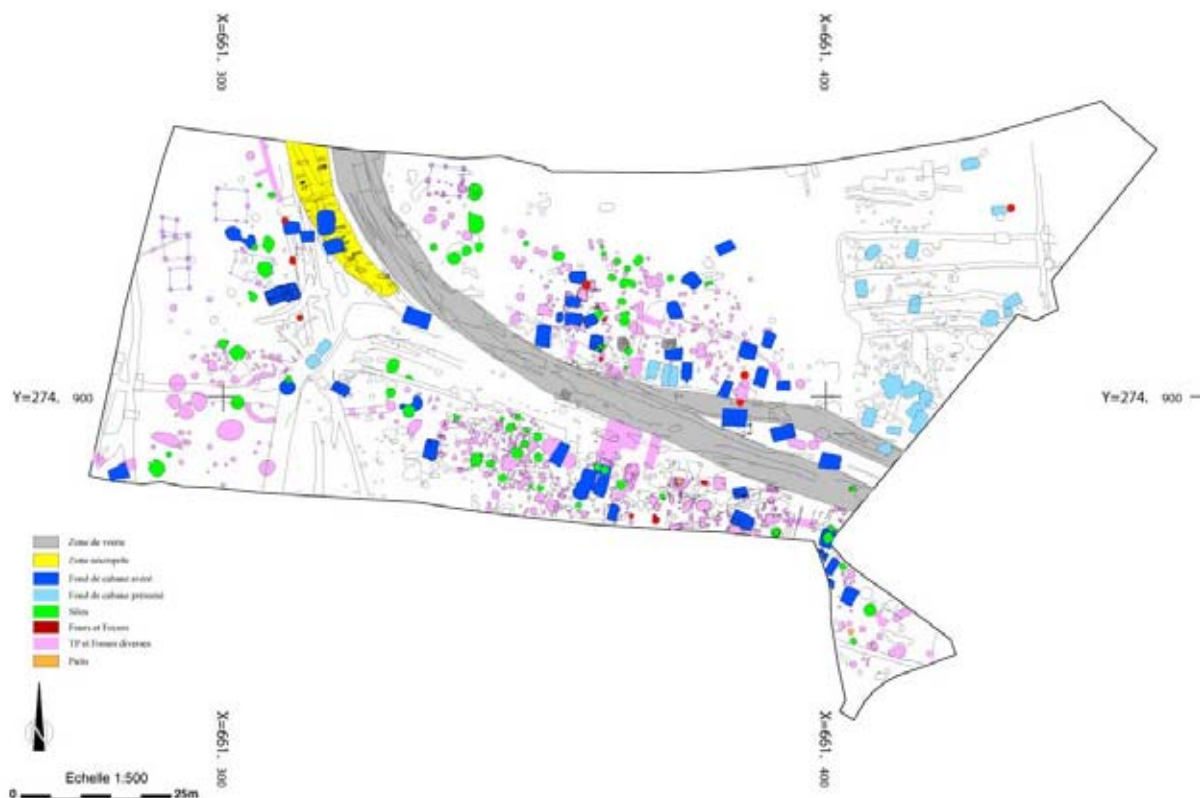 X=661. 300
X=661. 400
Y=274. 900
900
Zone de voirie
Zone nécropole
Fond de cabane avéré
Fond de cabane présumé
Silos
Fours et Foyers
TP et Fosses diverses
Puits
N
X=661. 300
X=661. 400
Echelle 1:500
0 25m
Y=274.